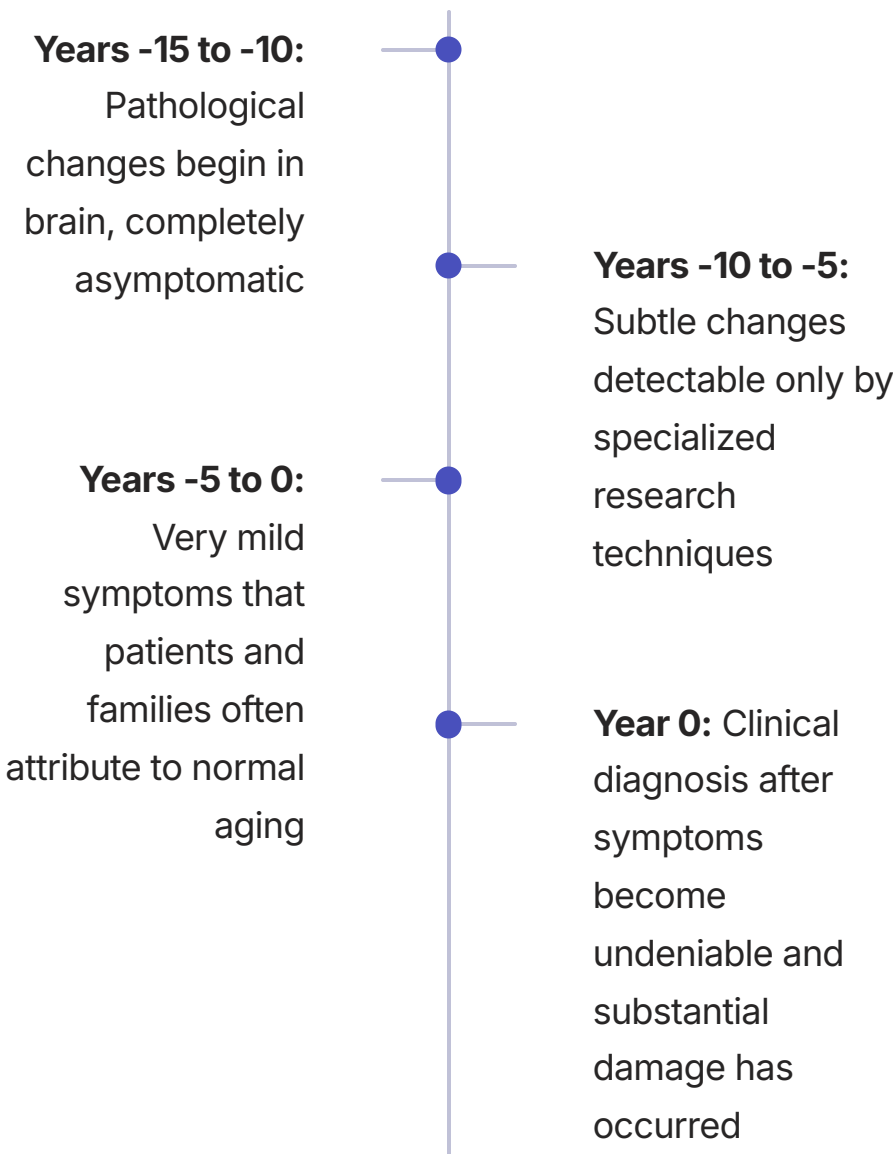 Years -15 to -10:
Pathological
changes begin in
brain, completely
asymptomatic
Years -10 to -5:
Subtle changes
detectable only by
specialized
research
techniques
Years -5 to 0:
Very mild
symptoms that
patients and
families often
attribute to normal
aging
Year 0: Clinical
diagnosis after
symptoms
become
undeniable and
substantial
damage has
occurred